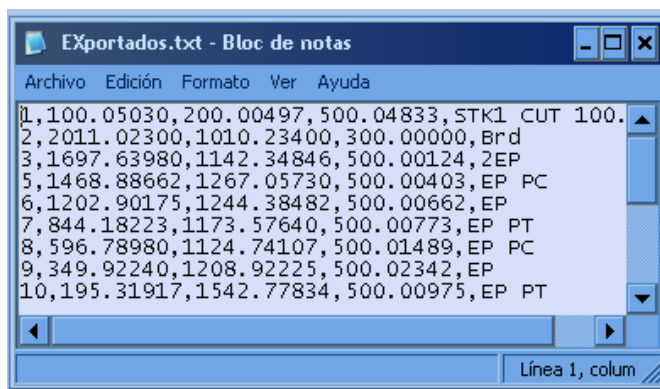 EXportados.txt - Bloc de notas
Archivo Edición Formato Ver Ayuda
1,100.05030,200.00497,500.04833,STK1 CUT 100.
2,2011.02300,1010.23400,300.00000,Brd
3,1697.63980,1142.34846,500.00124,2EP
5,1468.88662,1267.05730,500.00403,EP PC
6,1202.90175,1244.38482,500.00662,EP
7,844.18223,1173.57640,500.00773,EP PT
8,596.78980,1124.74107,500.01489,EP PC
9,349.92240,1208.92225,500.02342,EP
10,195.31917,1542.77834,500.00975,EP PT
Línea 1, colum